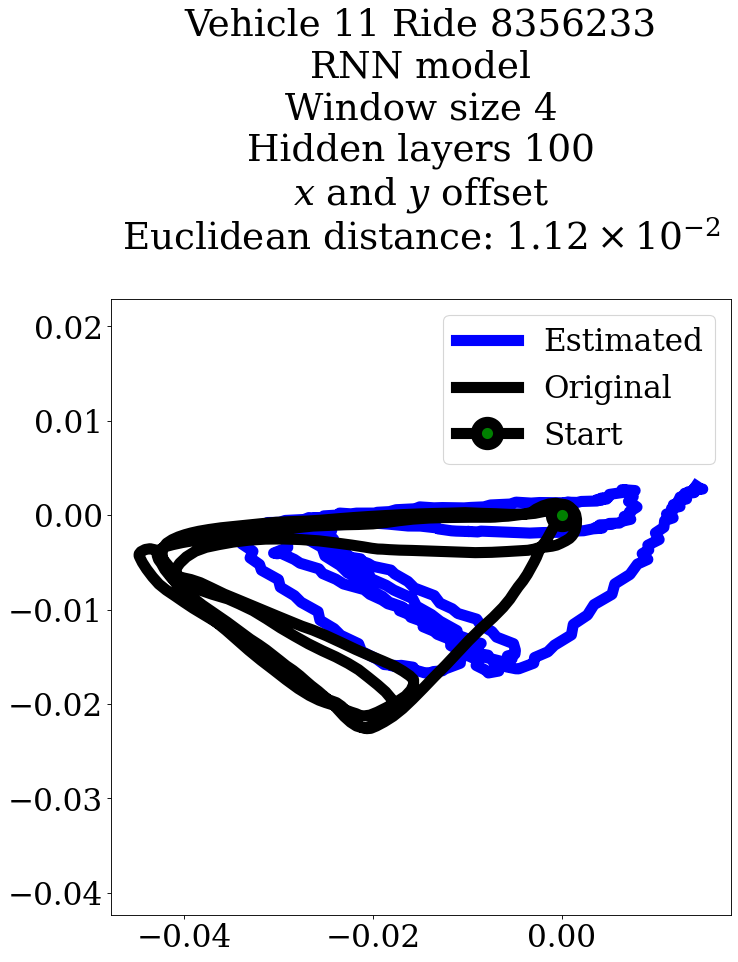 Vehicle 11 Ride 8356233
RNN model
Window size 4
Hidden layers 100
x and y offset
Euclidean distance: 1.12 × 10⁻²
Estimated
Original
Start
0.02
0.01
0.00
−0.01
−0.02
−0.03
−0.04
−0.04 −0.02 0.00